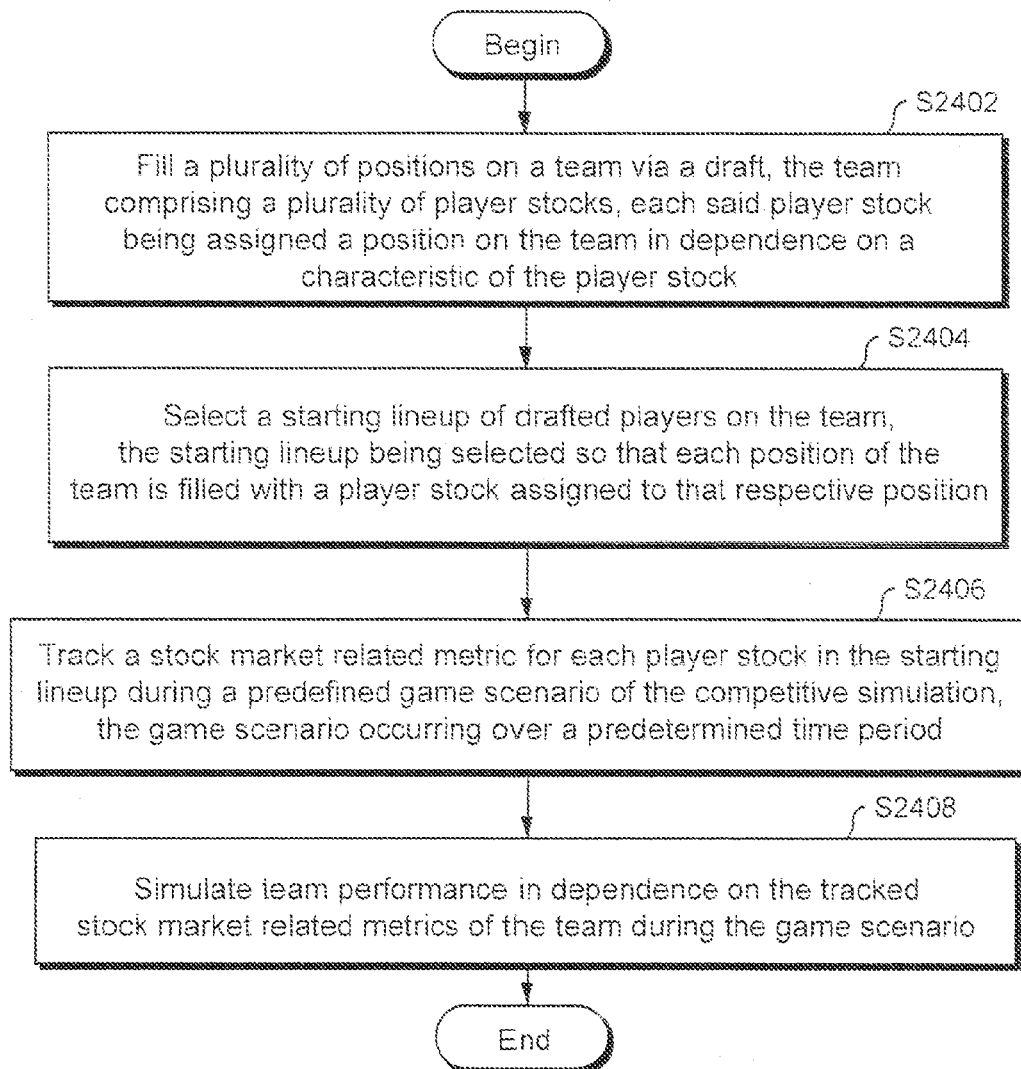 Begin
S2402
Fill a plurality of positions on a team via a draft, the team
comprising a plurality of player stocks, each said player stock
being assigned a position on the team in dependence on a
characteristic of the player stock
S2404
Select a starting lineup of drafted players on the team,
the starting lineup being selected so that each position of the
team is filled with a player stock assigned to that respective position
S2406
Track a stock market related metric for each player stock in the starting
lineup during a predefined game scenario of the competitive simulation,
the game scenario occurring over a predetermined time period
S2408
Simulate team performance in dependence on the tracked
stock market related metrics of the team during the game scenario
End